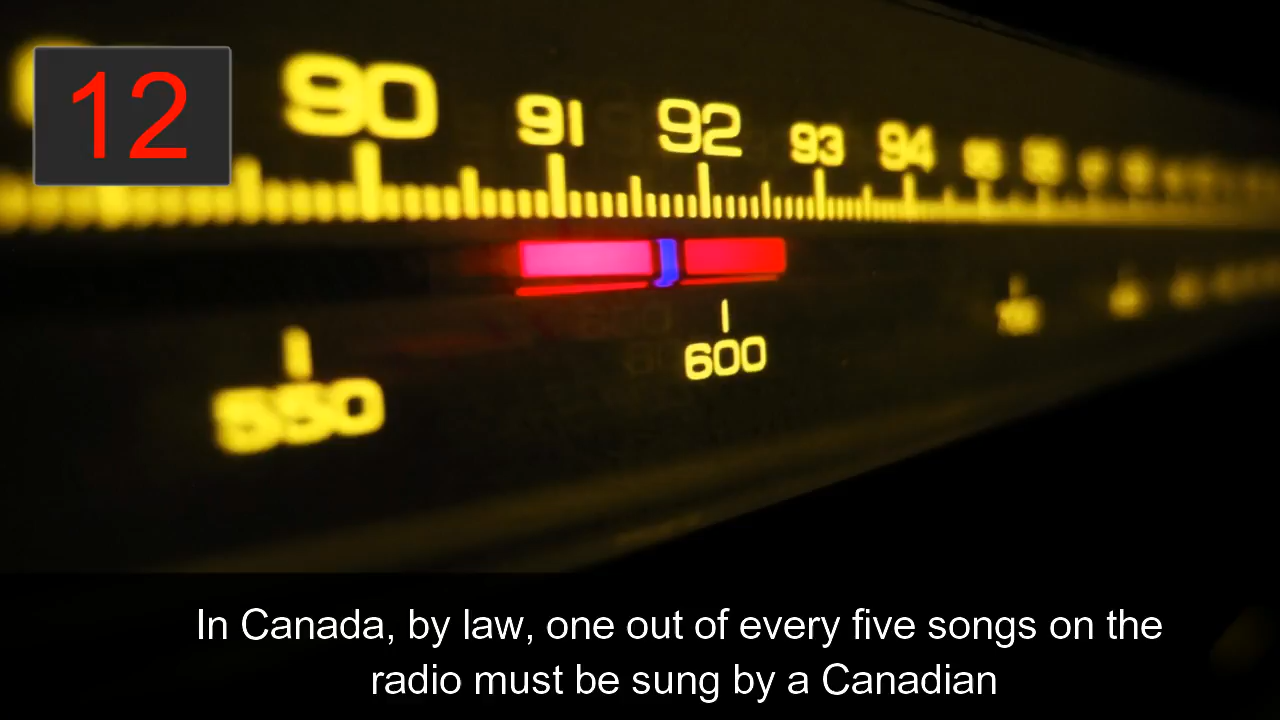 12
90 91 92 93 94 95
550 600
In Canada, by law, one out of every five songs on the
radio must be sung by a Canadian